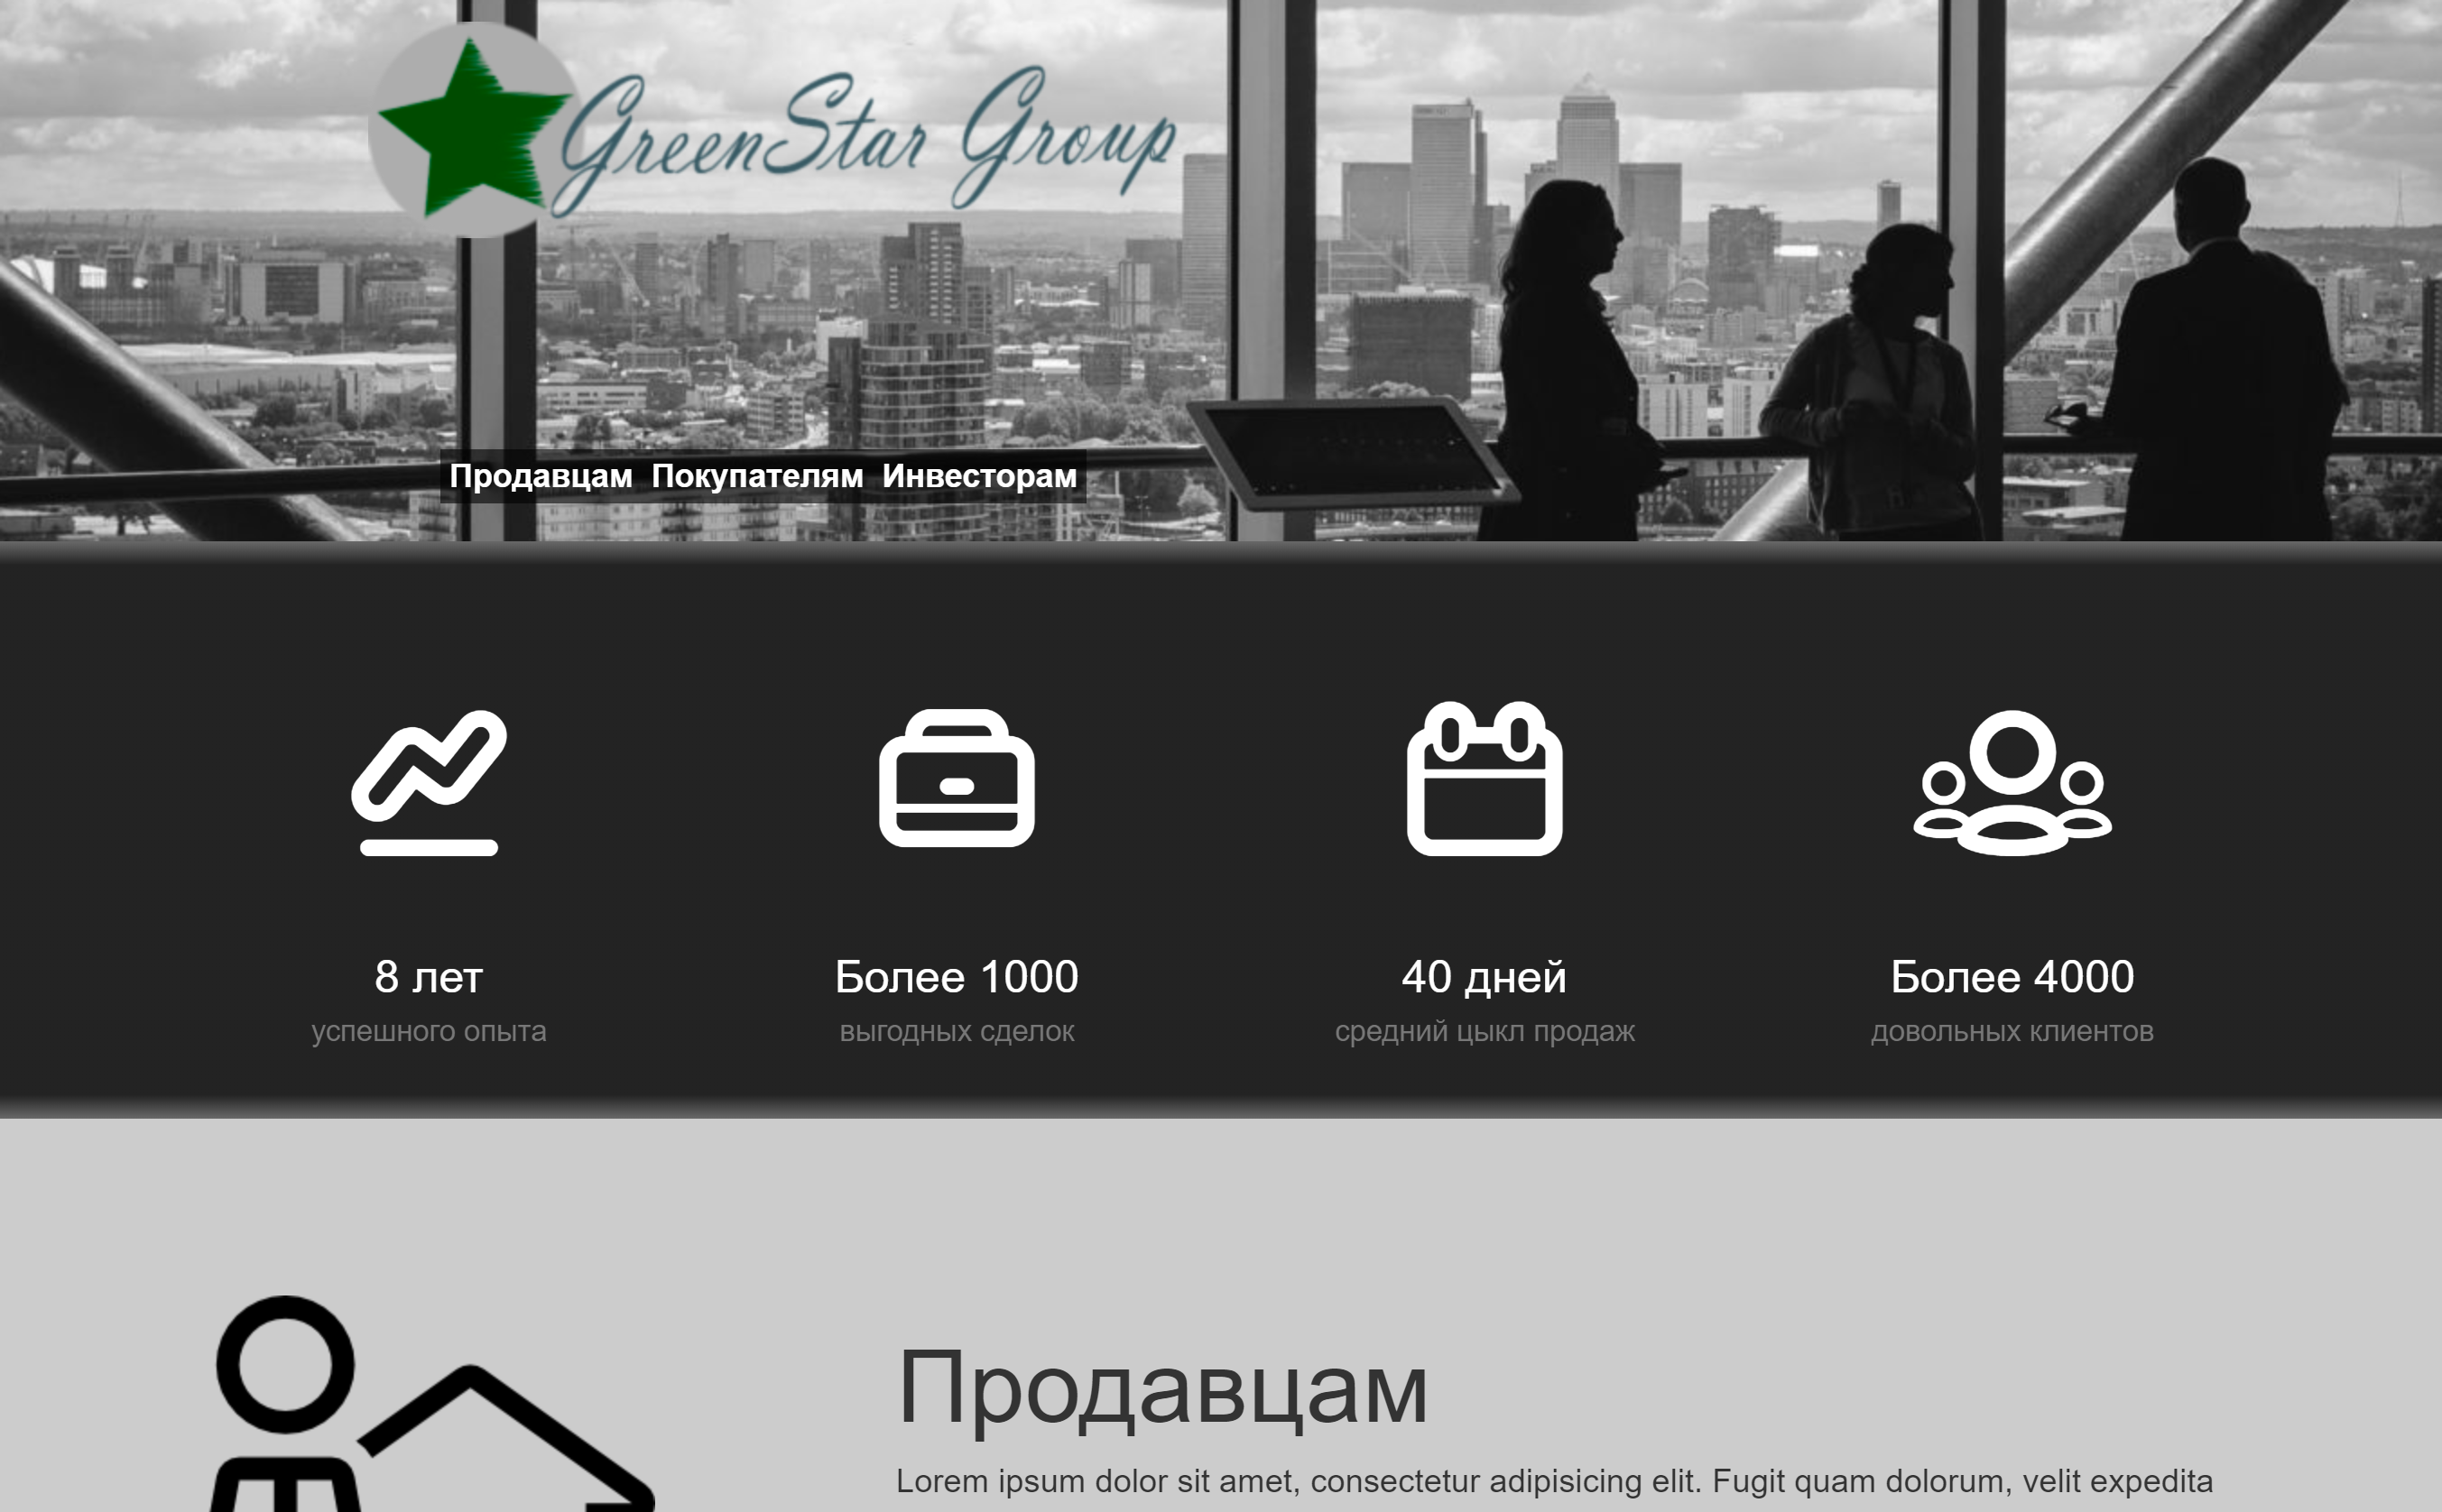 GreenStar Group
Продавцам Покупателям Инвесторам
8 лет
успешного опыта
Более 1000
выгодных сделок
40 дней
средний цыкл продаж
Более 4000
довольных клиентов
Продавцам
Lorem ipsum dolor sit amet, consectetur adipisicing elit. Fugit quam dolorum, velit expedita